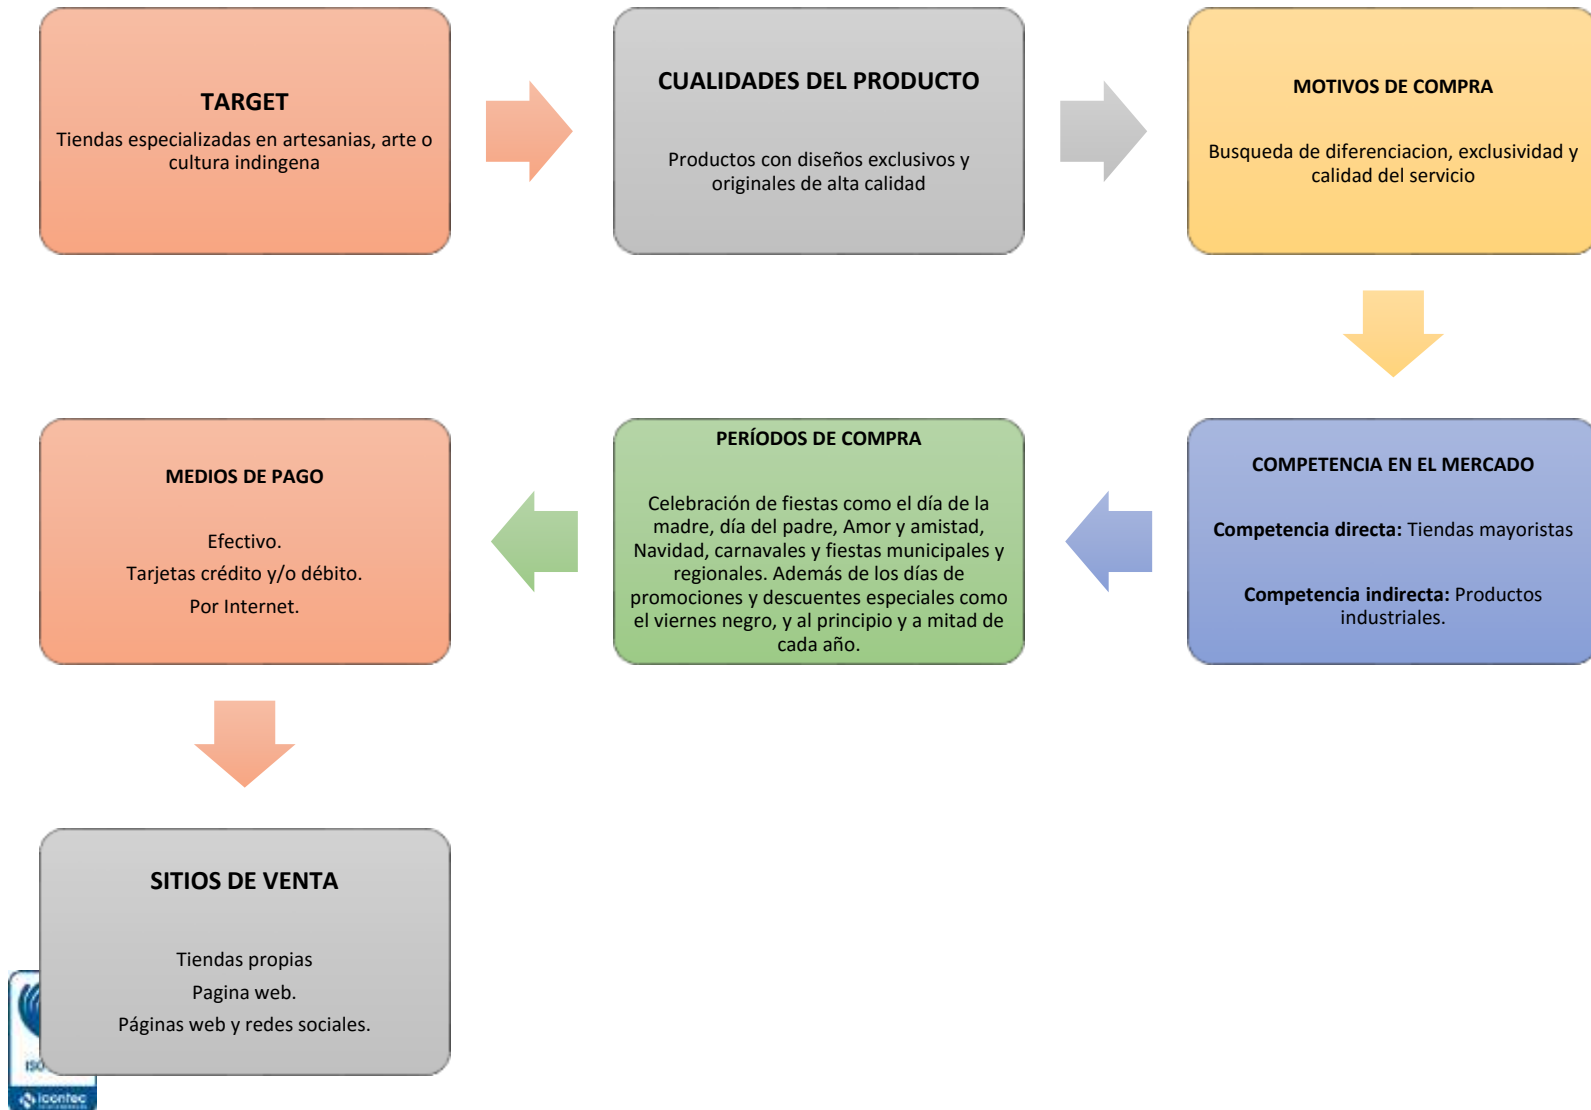 TARGET
Tiendas especializadas en artesanias, arte o
cultura indingena
CUALIDADES DEL PRODUCTO
Productos con diseños exclusivos y
originales de alta calidad
MOTIVOS DE COMPRA
Busqueda de diferenciacion, exclusividad y
calidad del servicio
COMPETENCIA EN EL MERCADO
Competencia directa: Tiendas mayoristas
Competencia indirecta: Productos
industriales.
PERÍODOS DE COMPRA
Celebración de fiestas como el día de la
madre, día del padre, Amor y amistad,
Navidad, carnavales y fiestas municipales y
regionales. Además de los días de
promociones y descuentes especiales como
el viernes negro, y al principio y a mitad de
cada año.
MEDIOS DE PAGO
Efectivo.
Tarjetas crédito y/o débito.
Por Internet.
SITIOS DE VENTA
Tiendas propias
Pagina web.
Páginas web y redes sociales.
ISO
icontec